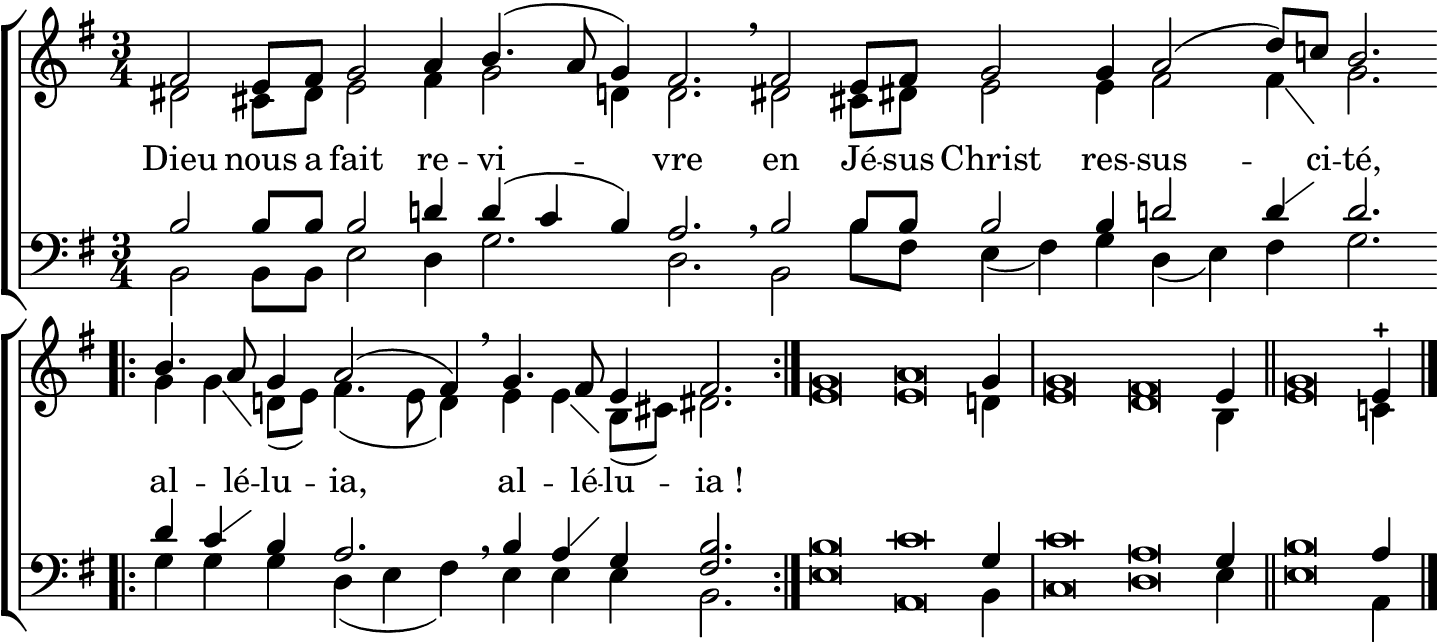 Dieu nous a fait re - vi - vre en Jé - sus Christ res - sus - ci - té,
al - lé - lu - ia, al - lé - lu - ia !